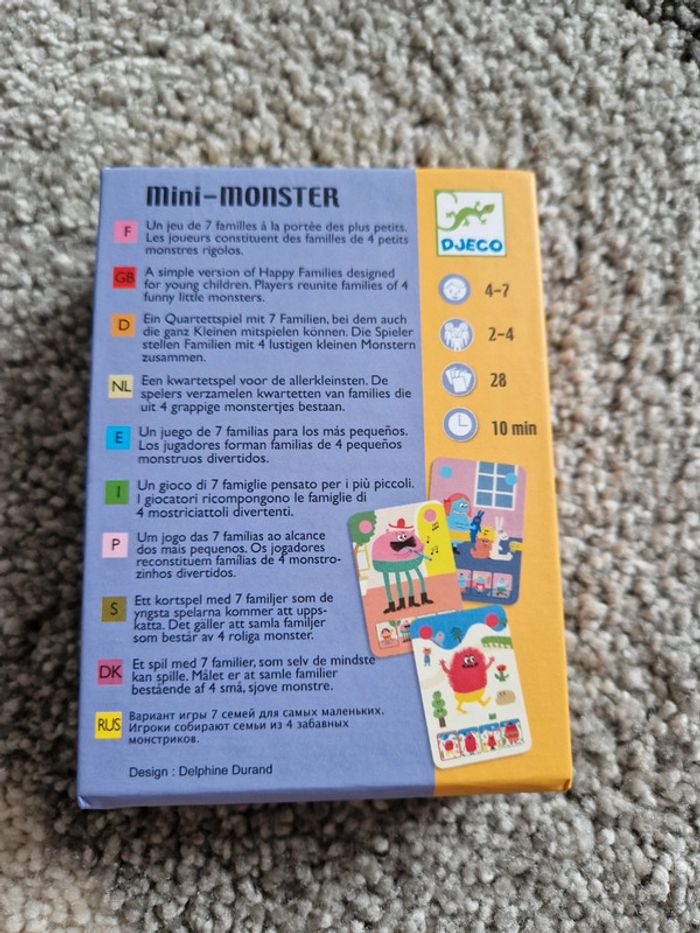 mini-MONSTER
F
Un jeu de 7 familles à la portée des plus petits.
Les joueurs constituent des familles de 4 petits
monstres rigolos.
GB
A simple version of Happy Families designed
for young children. Players reunite families of 4
funny little monsters.
D
Ein Quartettspiel mit 7 Familien, bei dem auch
die ganz Kleinen mitspielen können. Die Spieler
stellen Familien mit 4 lustigen kleinen Monstern
zusammen.
NL
Een kwartetspel voor de allerkleinsten. De
spelers verzamelen kwartetten van families die
uit 4 grappige monstertjes bestaan.
E
Un juego de 7 familias para los más pequeños.
Los jugadores forman familias de 4 pequeños
monstruos divertidos.
I
Un gioco di 7 famiglie pensato per i più piccoli.
I giocatori ricompongono le famiglie di
4 mostriciattoli divertenti.
P
Um jogo das 7 famílias ao alcance
dos mais pequenos. Os jogadores
reconstituem famílias de 4 monstro-
zinhos divertidos.
S
Ett kortspel med 7 familjer som de
yngsta spelarna kommer att upps-
katta. Det gäller att samla familjer
som består av 4 roliga monster.
DK
Et spil med 7 familier, som selv de mindste
kan spille. Målet er at samle familier
bestående af 4 små, sjove monstre.
RUS
Вариант игры 7 семей для самых маленьких.
Игроки собирают семьи из 4 забавных
монстриков.
Design : Delphine Durand
DJECO
4-7
2-4
28
10 min